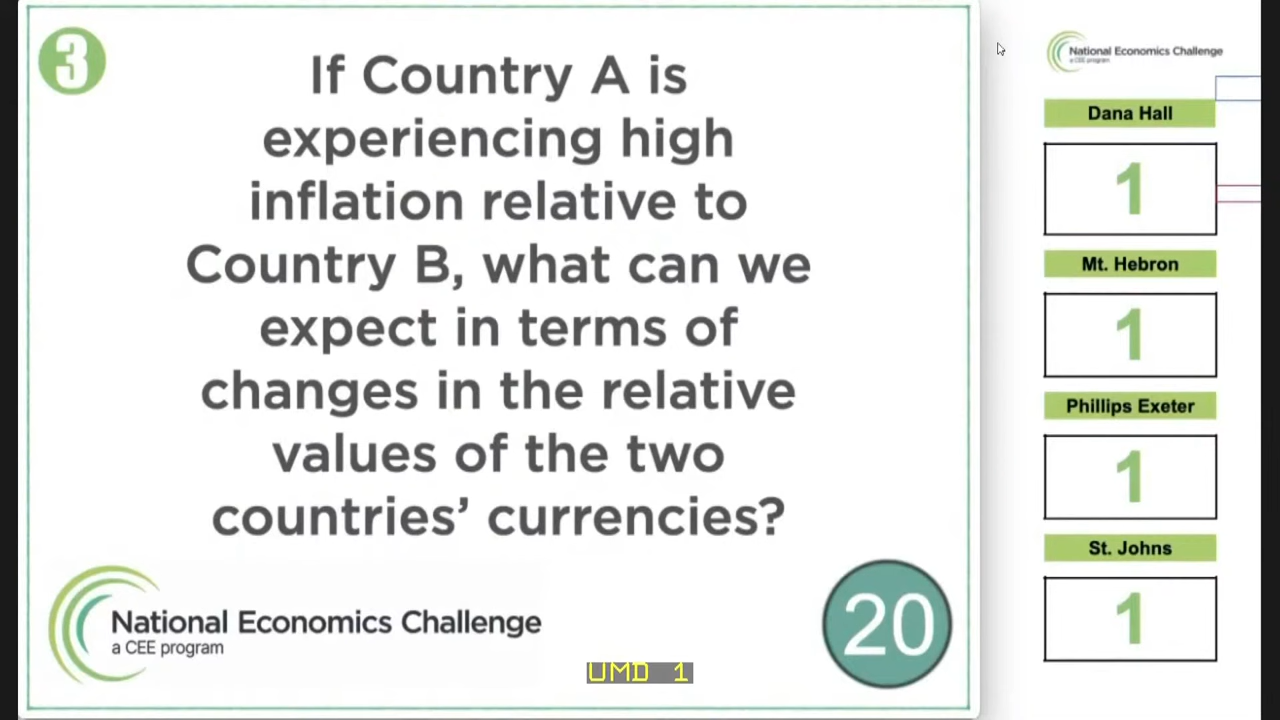 3
If Country A is
experiencing high
inflation relative to
Country B, what can we
expect in terms of
changes in the relative
values of the two
countries’ currencies?
National Economics Challenge
a CEE program
20
UMD 1
National Economics Challenge
a CEE program
Dana Hall
1
Mt. Hebron
1
Phillips Exeter
1
St. Johns
1